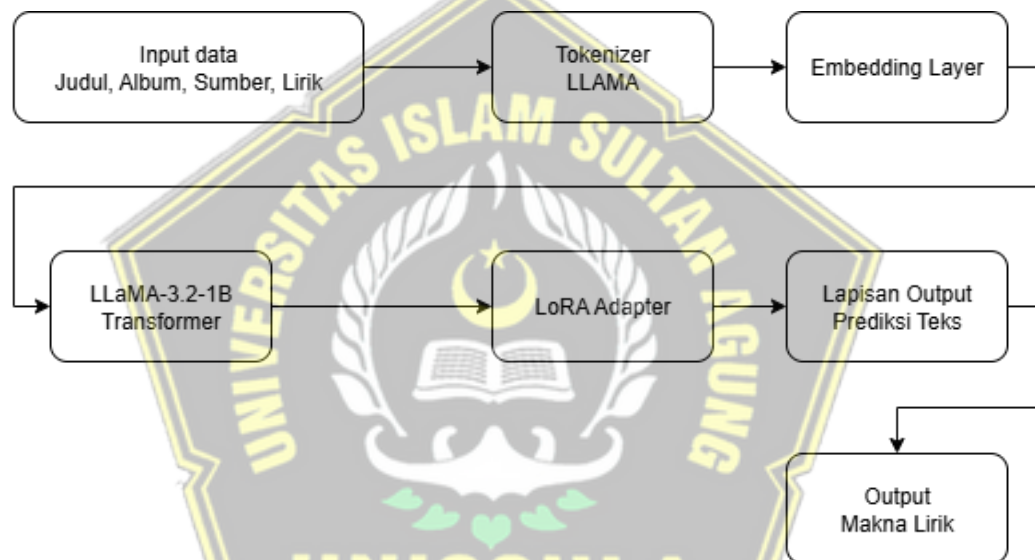 Input data
Judul, Album, Sumber, Lirik
Tokenizer
LLAMA
Embedding Layer
UNIVERSITAS ISLAM SULTAN AGUNG
LLaMA-3.2-1B
Transformer
LoRA Adapter
Lapisan Output
Prediksi Teks
Output
Makna Lirik